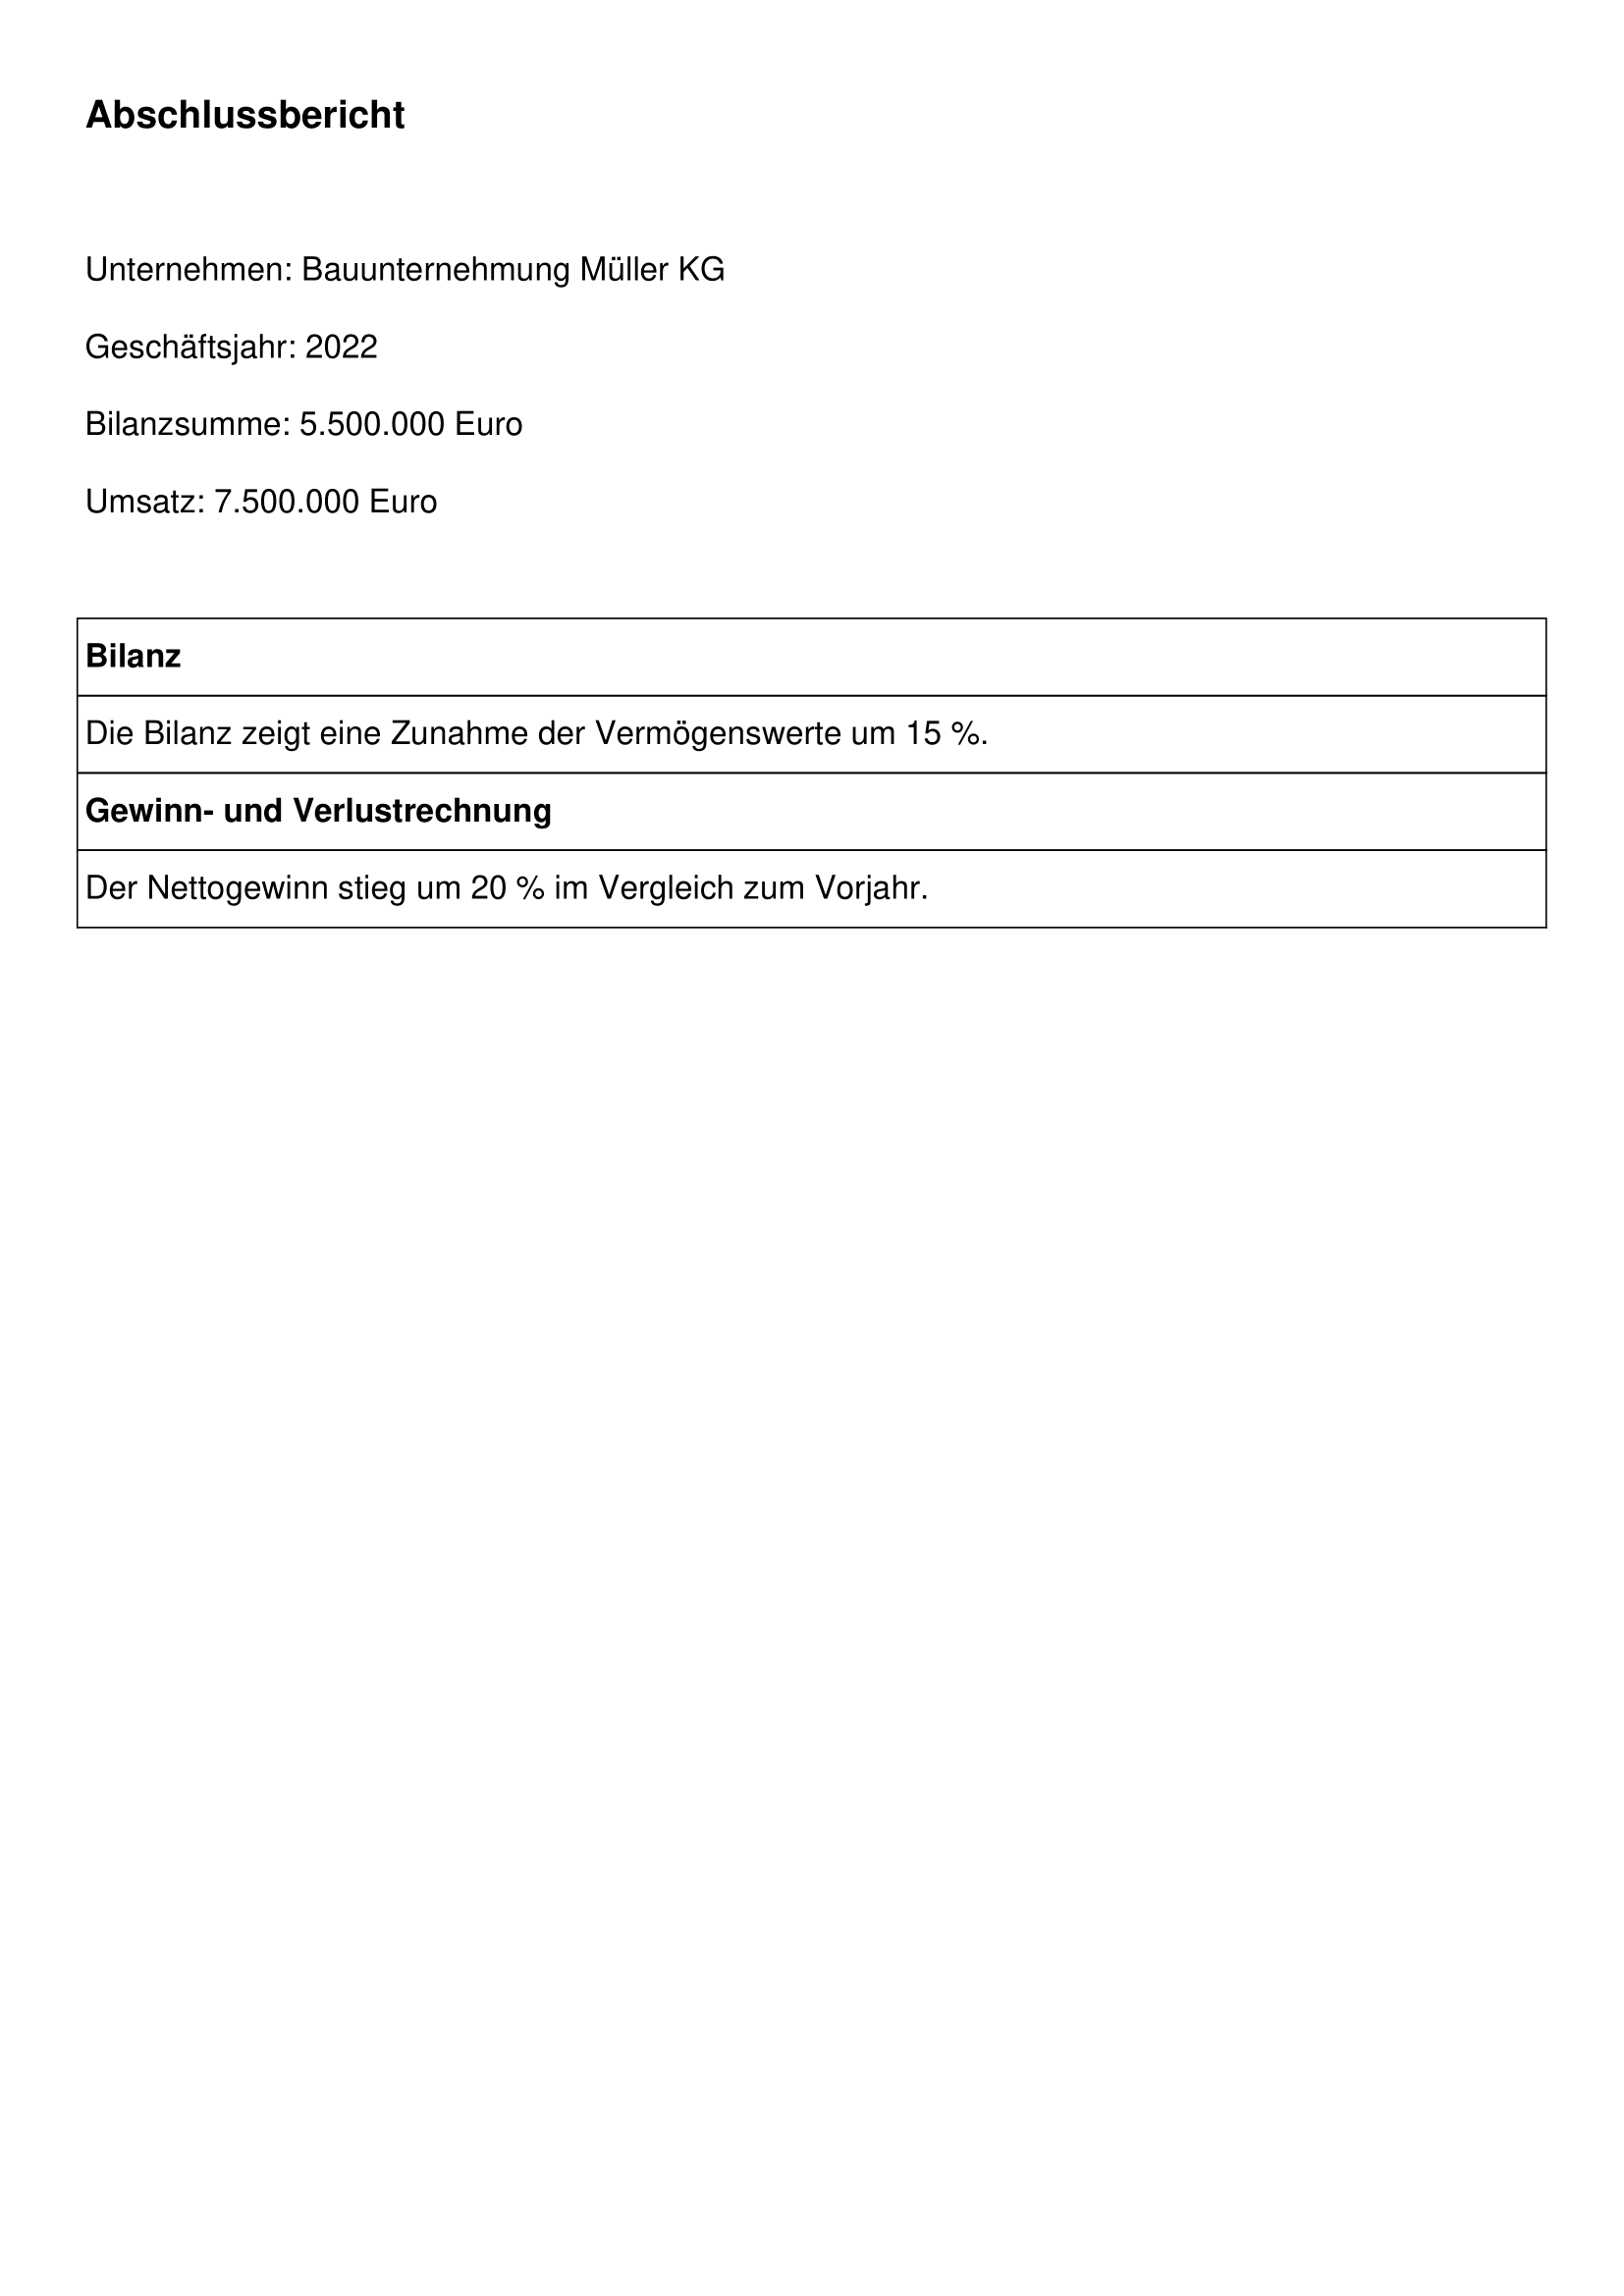 Abschlussbericht
Unternehmen: Bauunternehmung Müller KG
Geschäftsjahr: 2022
Bilanzsumme: 5.500.000 Euro
Umsatz: 7.500.000 Euro
Bilanz
Die Bilanz zeigt eine Zunahme der Vermögenswerte um 15 %.
Gewinn- und Verlustrechnung
Der Nettogewinn stieg um 20 % im Vergleich zum Vorjahr.